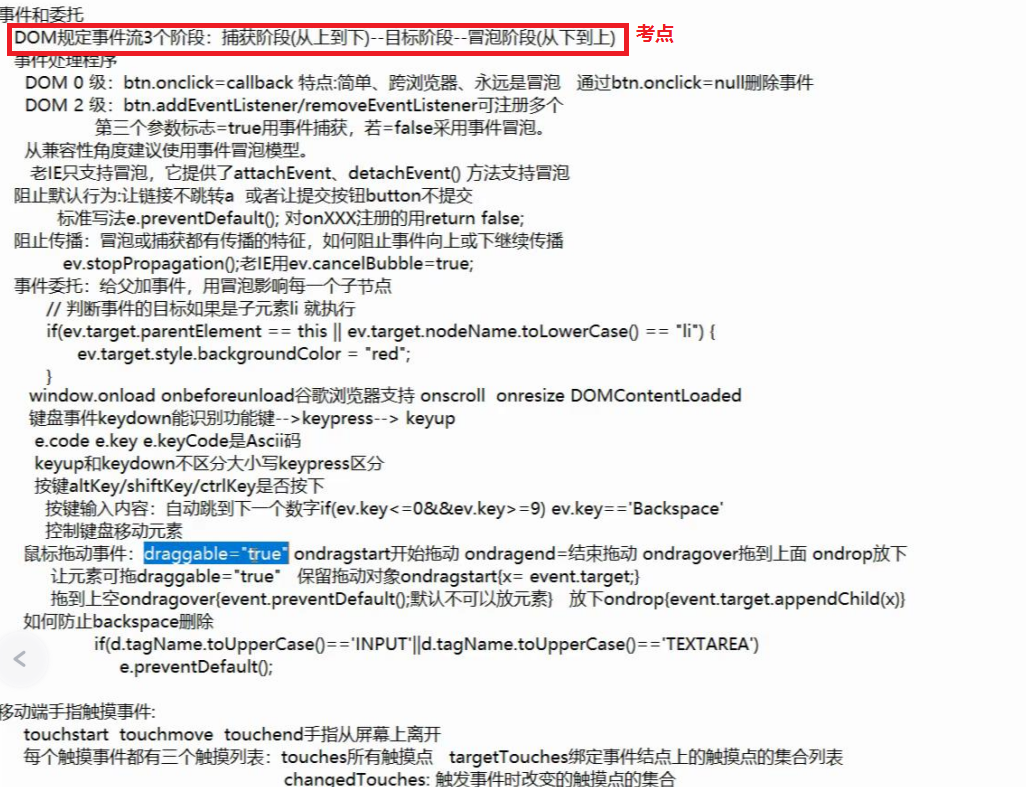 事件和委托
DOM规定事件流3个阶段：捕获阶段(从上到下)--目标阶段--冒泡阶段(从下到上)
考点
事件处理程序
DOM 0 级：btn.onclick=callback 特点:简单、跨浏览器、永远是冒泡 通过btn.onclick=null删除事件
DOM 2 级：btn.addEventListener/removeEventListener可注册多个
第三个参数标志=true用事件捕获，若=false采用事件冒泡。
从兼容性角度建议使用事件冒泡模型。
老IE只支持冒泡，它提供了attachEvent、detachEvent() 方法支持冒泡
阻止默认行为:让链接不跳转a 或者让提交按钮button不提交
标准写法e.preventDefault(); 对onXXX注册的用return false;
阻止传播：冒泡或捕获都有传播的特征，如何阻止事件向上或下继续传播
ev.stopPropagation();老IE用ev.cancelBubble=true;
事件委托：给父加事件，用冒泡影响每一个子节点
// 判断事件的目标如果是子元素li 就执行
if(ev.target.parentElement == this || ev.target.nodeName.toLowerCase() == "li") {
ev.target.style.backgroundColor = "red";
}
window.onload onbeforeunload谷歌浏览器支持 onscroll onresize DOMContentLoaded
键盘事件keydown能识别功能键-->keypress--> keyup
e.code e.key e.keyCode是Ascii码
keyup和keydown不区分大小写keypress区分
按键altKey/shiftKey/ctrlKey是否按下
按键输入内容：自动跳到下一个数字if(ev.key<=0&&ev.key>=9) ev.key=='Backspace'
控制键盘移动元素
鼠标拖动事件：draggable="true" ondragstart开始拖动 ondragend=结束拖动 ondragover拖到上面 ondrop放下
让元素可拖draggable="true" 保留拖动对象ondragstart{x= event.target;}
拖到上空ondragover{event.preventDefault();默认不可以放元素} 放下ondrop{event.target.appendChild(x)}
如何防止backspace删除
if(d.tagName.toUpperCase()=='INPUT'||d.tagName.toUpperCase()=='TEXTAREA')
e.preventDefault();
移动端手指触摸事件:
touchstart touchmove touchend手指从屏幕上离开
每个触摸事件都有三个触摸列表：touches所有触摸点 targetTouches绑定事件结点上的触摸点的集合列表
changedTouches: 触发事件时改变的触摸点的集合